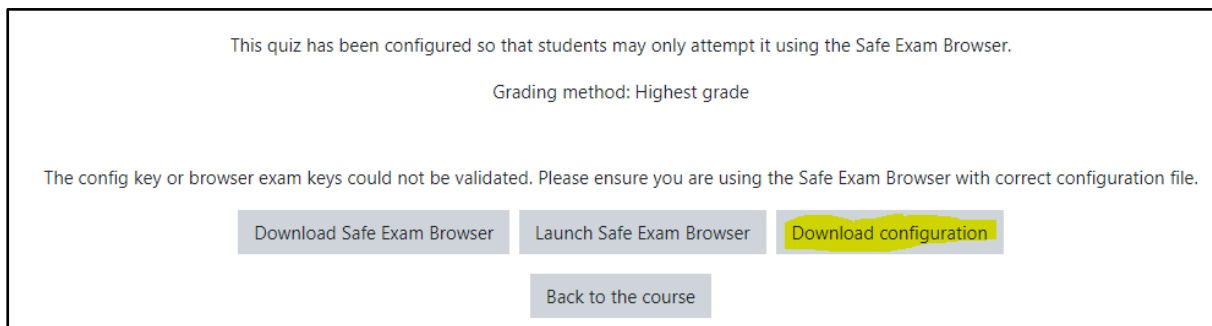 This quiz has been configured so that students may only attempt it using the Safe Exam Browser.
Grading method: Highest grade
The config key or browser exam keys could not be validated. Please ensure you are using the Safe Exam Browser with correct configuration file.
Download Safe Exam Browser Launch Safe Exam Browser Download configuration
Back to the course